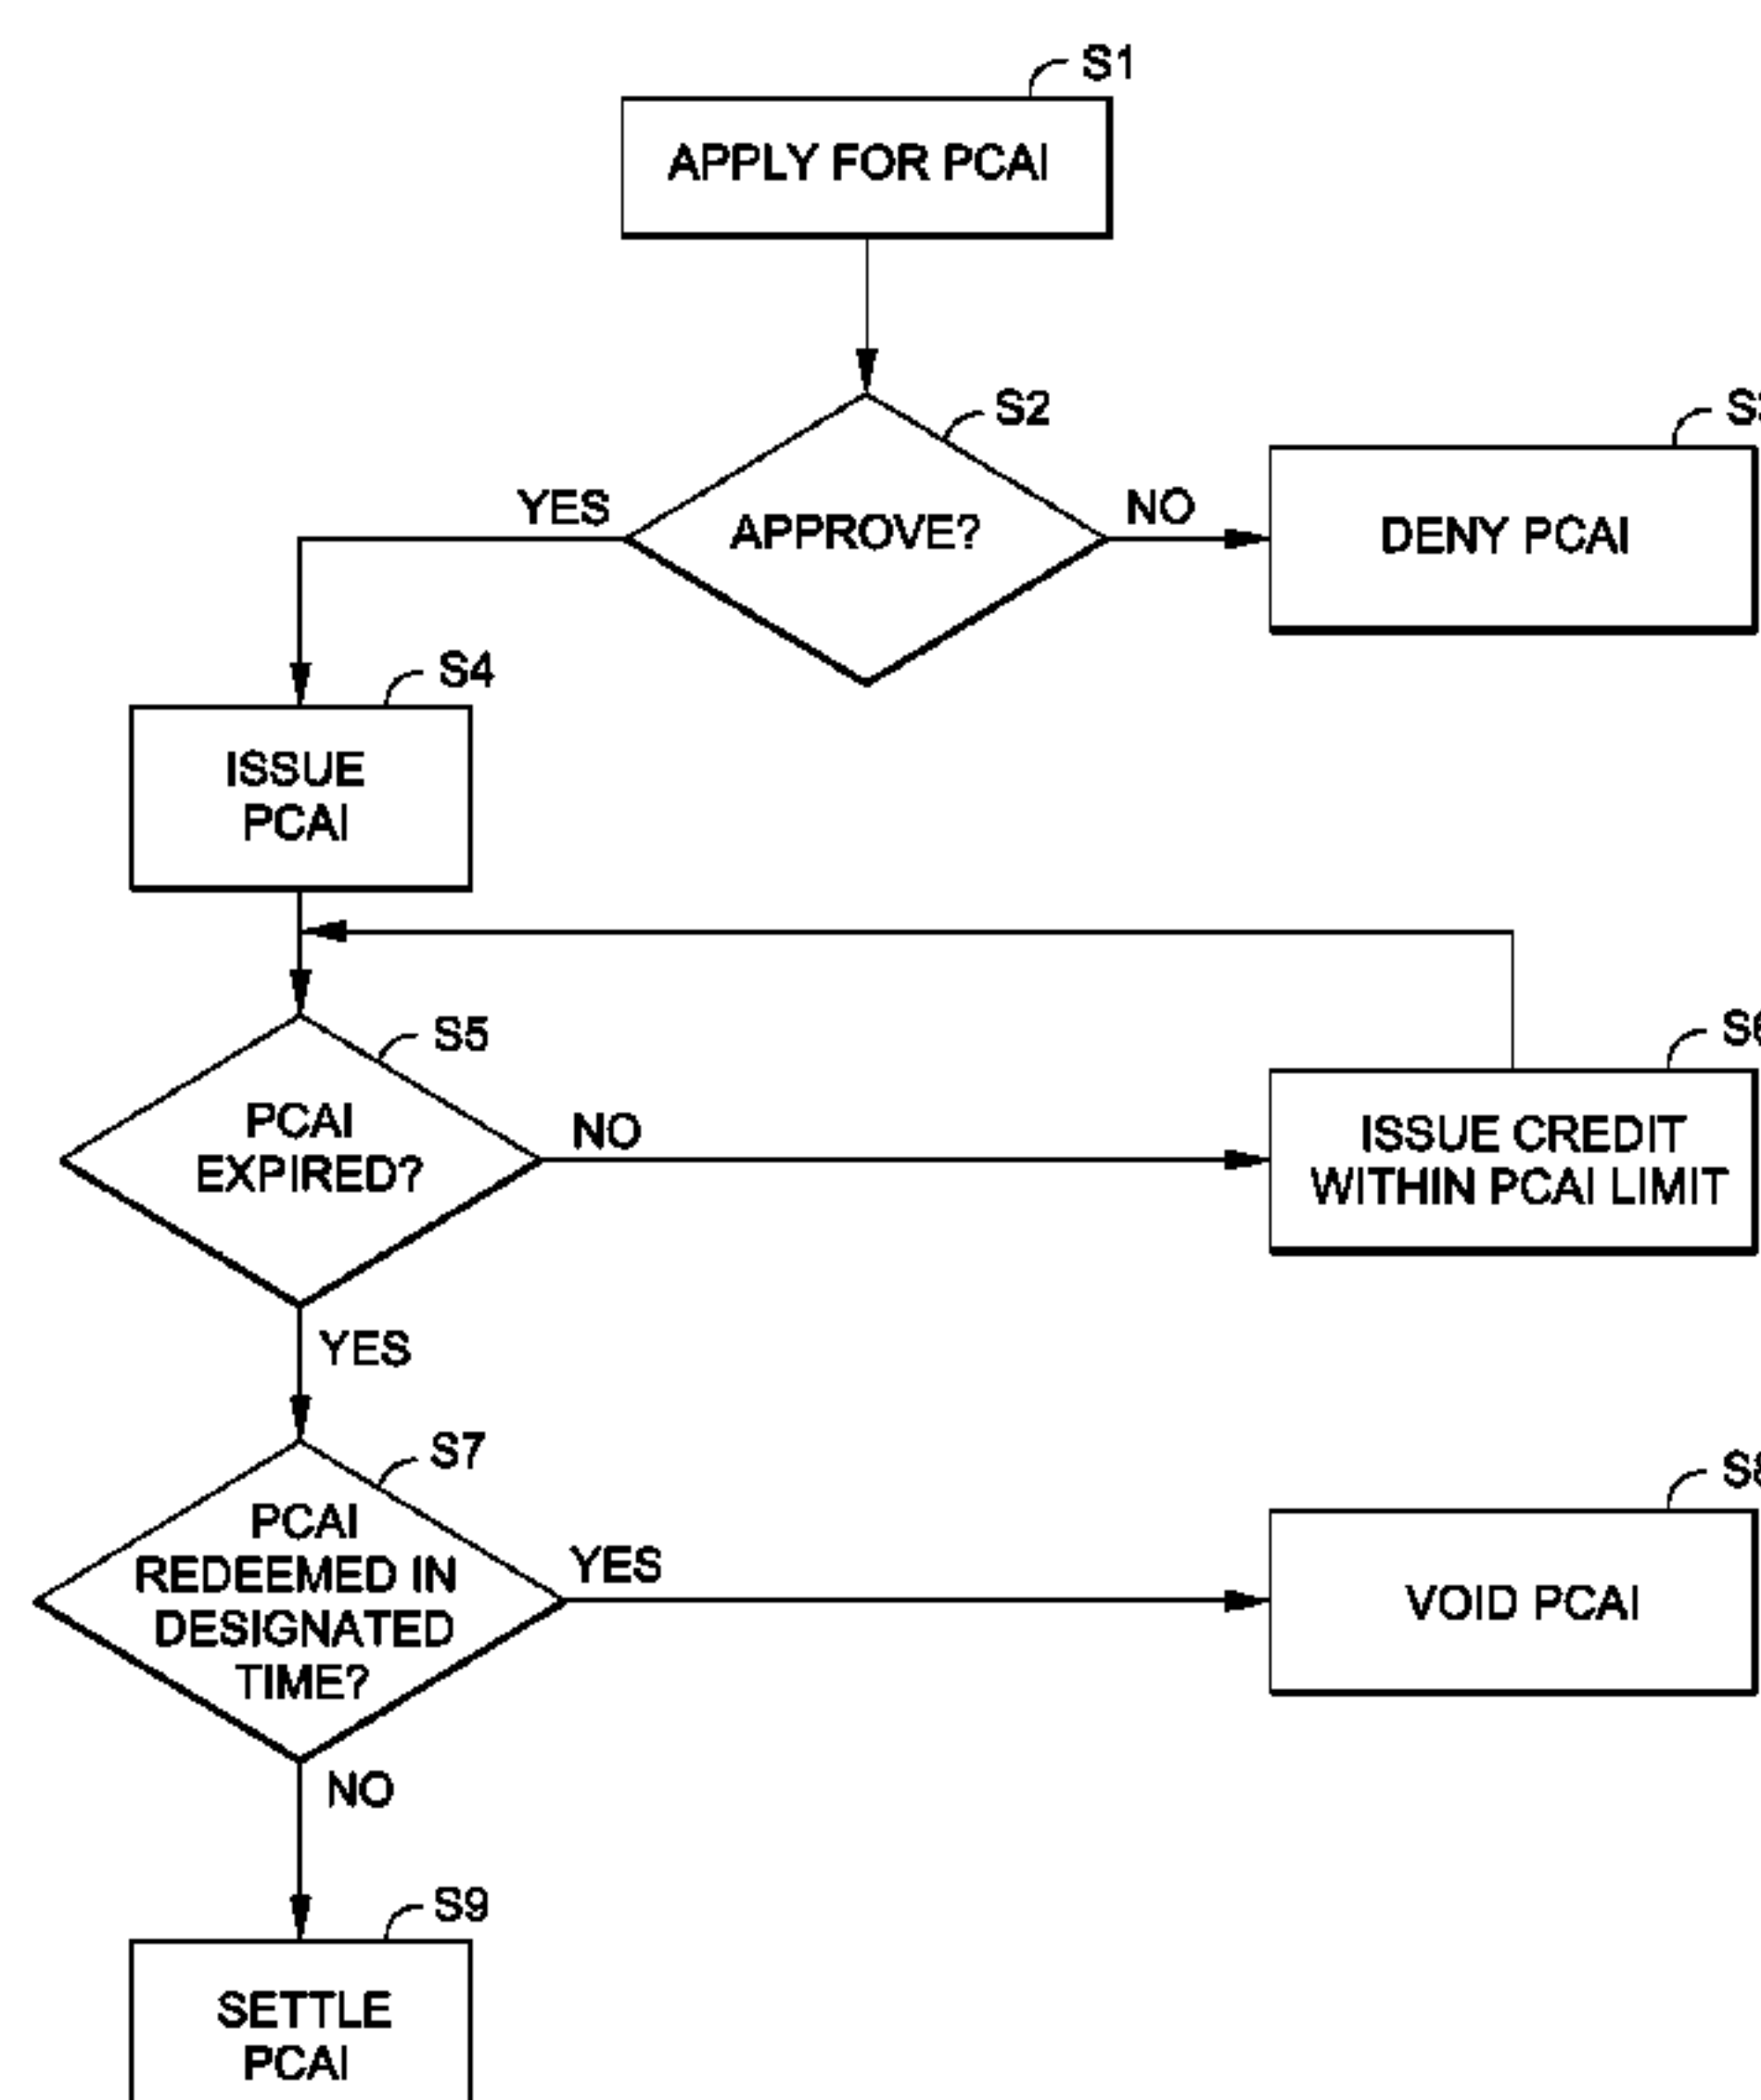 S1
APPLY FOR PCAI
S2
APPROVE?
YES
NO
DENY PCAI
S4
ISSUE
PCAI
S5
PCAI
EXPIRED?
NO
ISSUE CREDIT
WITHIN PCAI LIMIT
YES
S7
PCAI
REDEEMED IN
DESIGNATED
TIME?
YES
VOID PCAI
NO
S9
SETTLE
PCAI